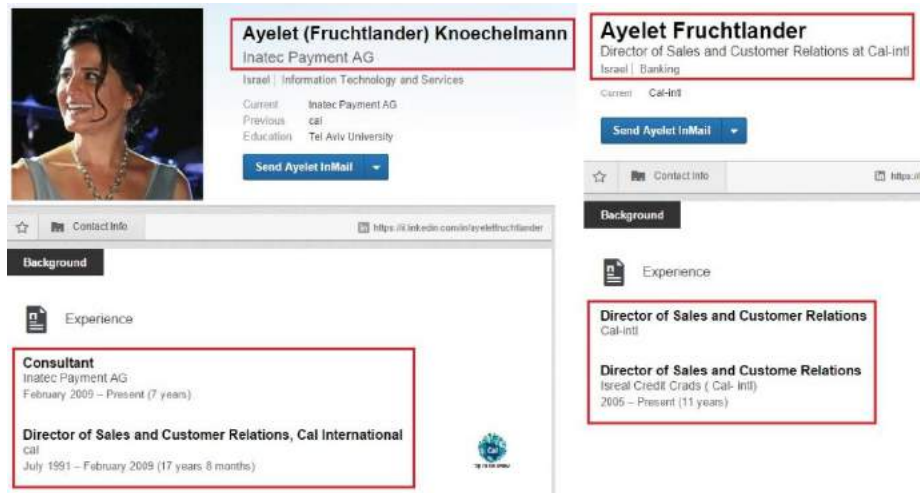 Ayelet (Fruchtlander) Knoechelmann
Inatec Payment AG
Israel | Information Technology and Services
Current Inatec Payment AG
Previous cal
Education Tel Aviv University
Send Ayelet InMail
Contact Info
https://il.linkedin.com/in/ayeletfruchtlander
Background
Experience
Consultant
Inatec Payment AG
February 2009 – Present (7 years)
Director of Sales and Customer Relations, Cal International
cal
July 1991 – February 2009 (17 years 8 months)
Cal
Ayelet Fruchtlander
Director of Sales and Customer Relations at Cal-intl
Israel | Banking
Current Cal-intl
Send Ayelet InMail
Contact Info
https://
Background
Experience
Director of Sales and Customer Relations
Cal-intl
Director of Sales and Custome Relations
Isreal Credit Crads ( Cal- intl)
2005 – Present (11 years)